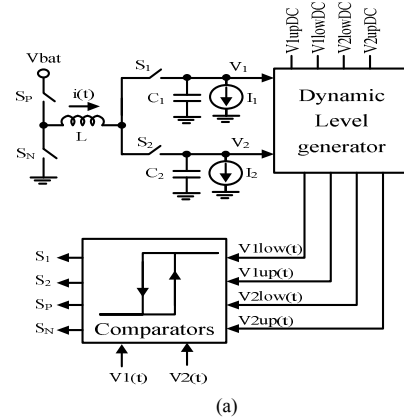 V1upDC
V1lowDC
V2lowDC
V2upDC
Vbat
SP
i(t)
L
SN
S1
V1
C1
I1
S2
V2
C2
I2
Dynamic
Level
generator
V1low(t)
V1up(t)
V2low(t)
V2up(t)
S1
S2
SP
SN
Comparators
V1(t)
V2(t)
(a)